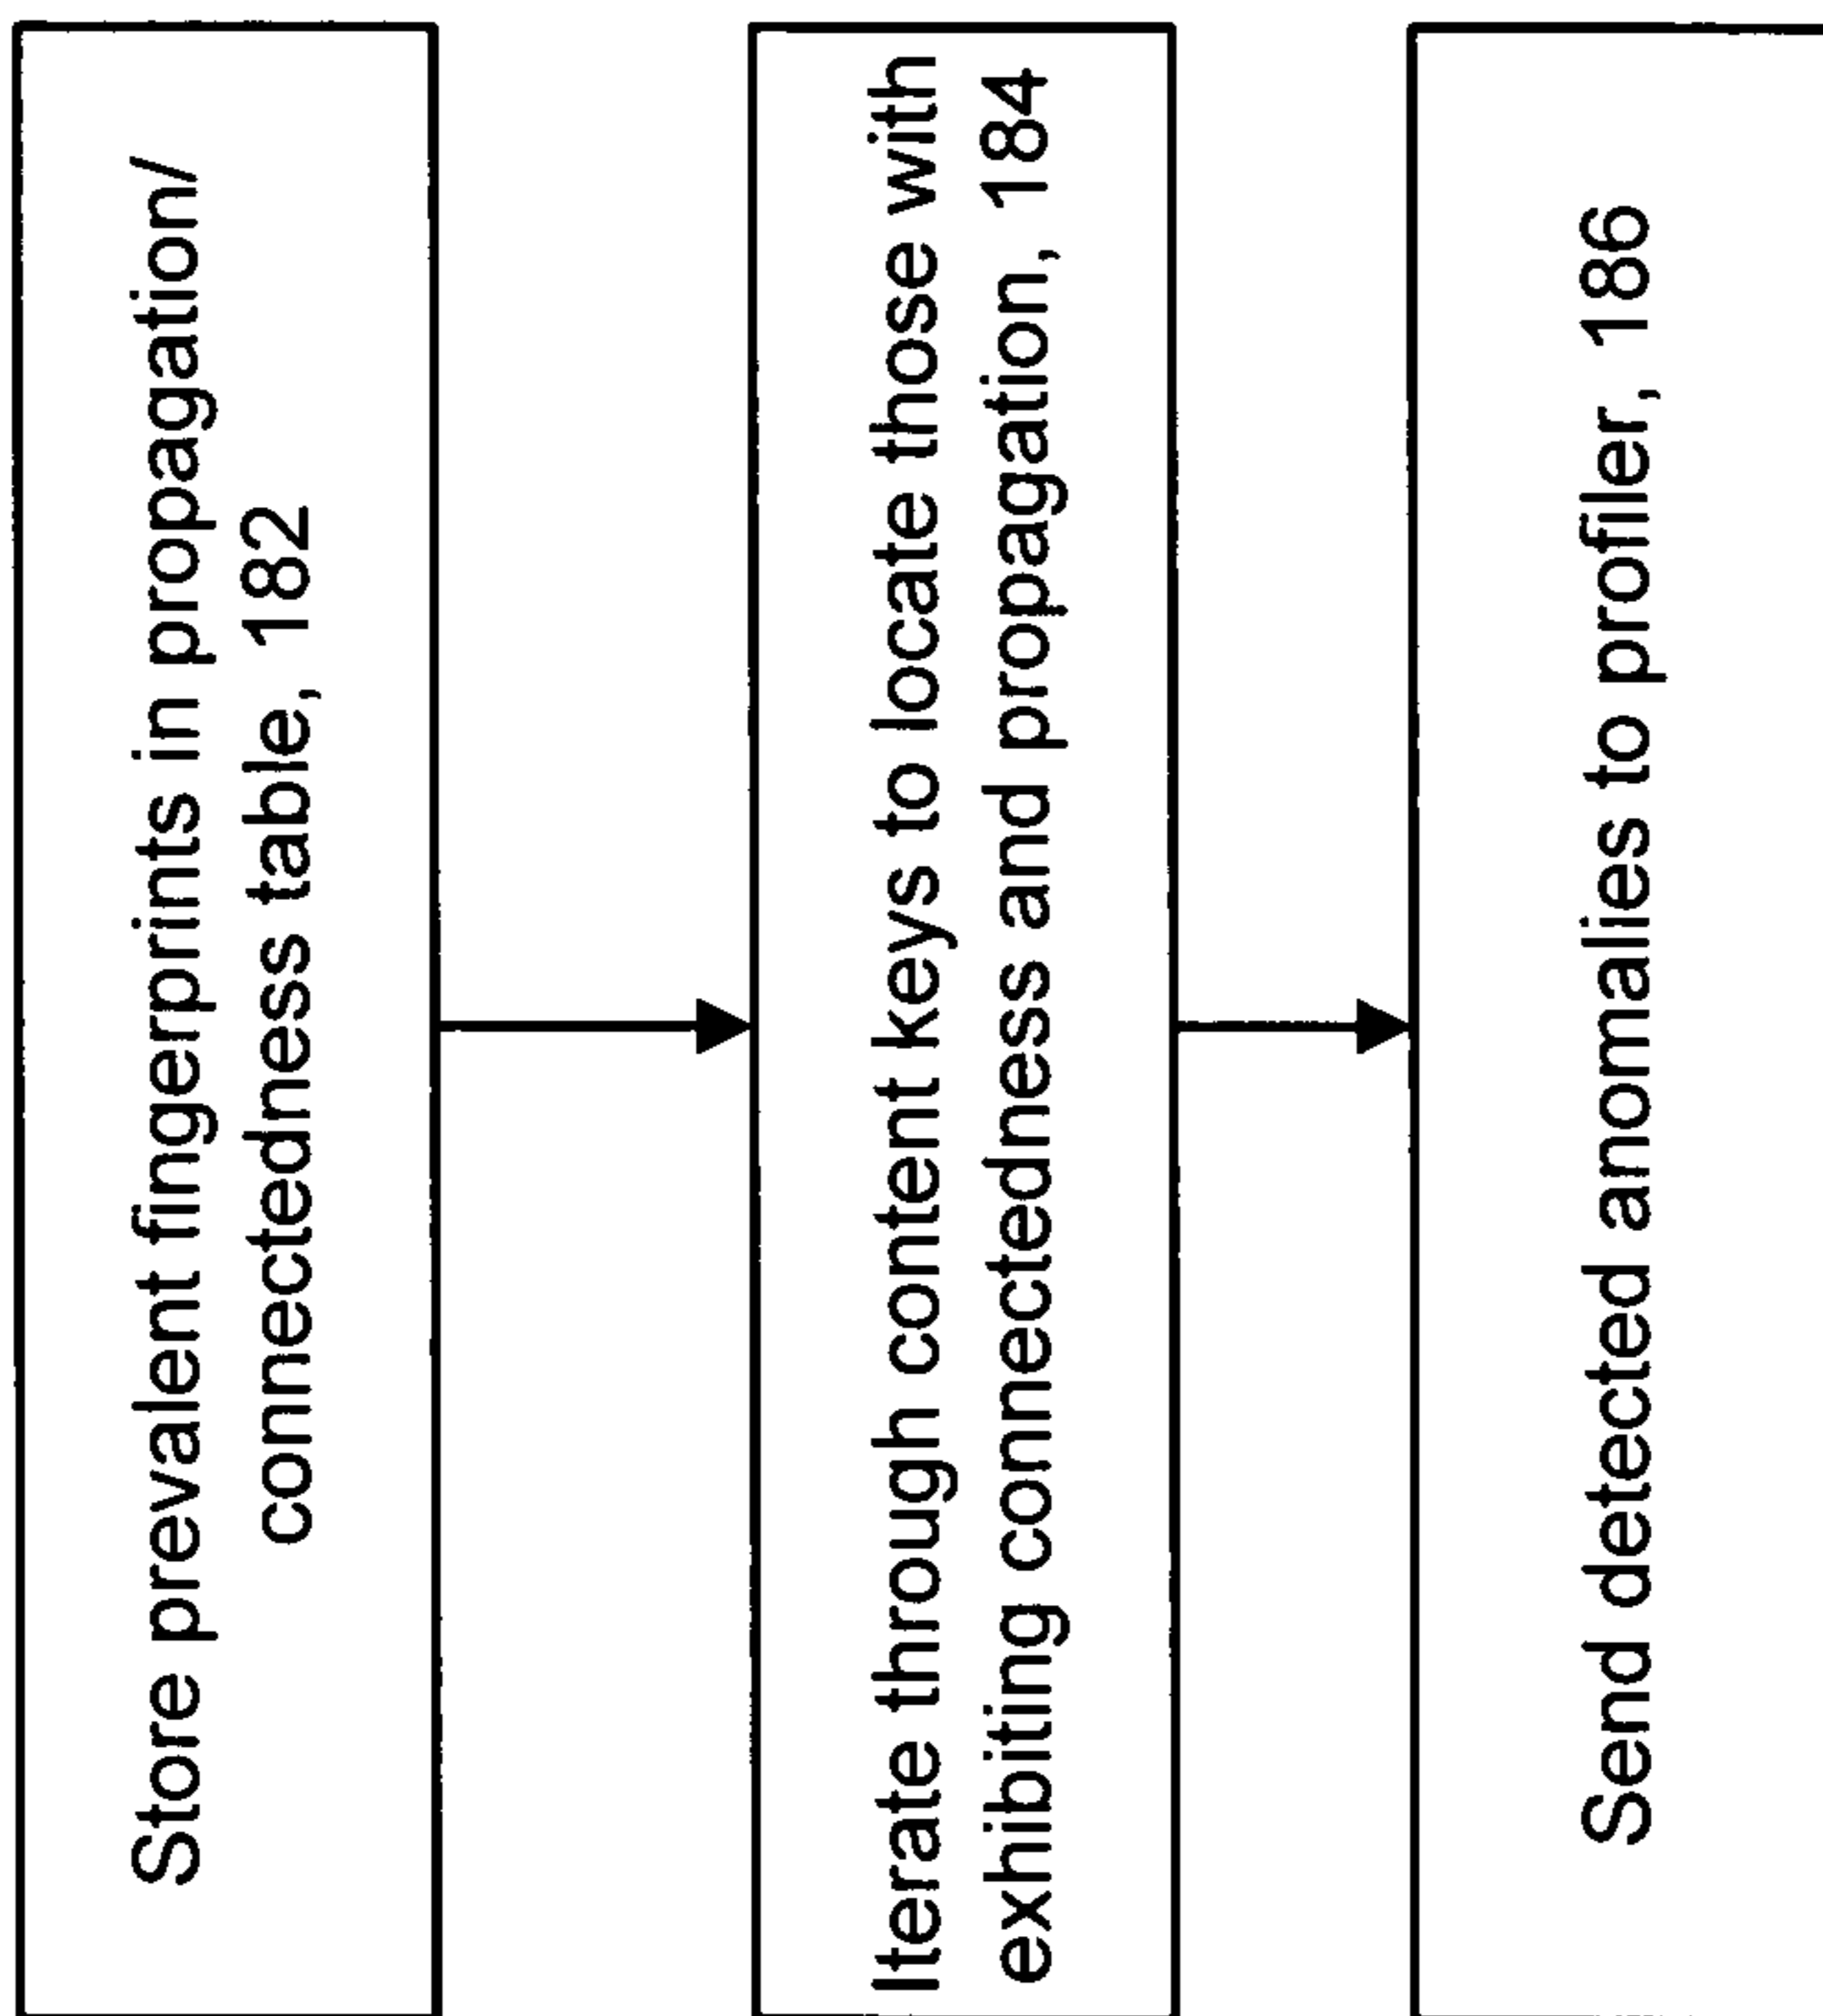 Store prevalent fingerprints in propagation/
connectedness table, 182
Iterate through content keys to locate those with
exhibiting connectedness and propagation, 184
Send detected anomalies to profiler, 186